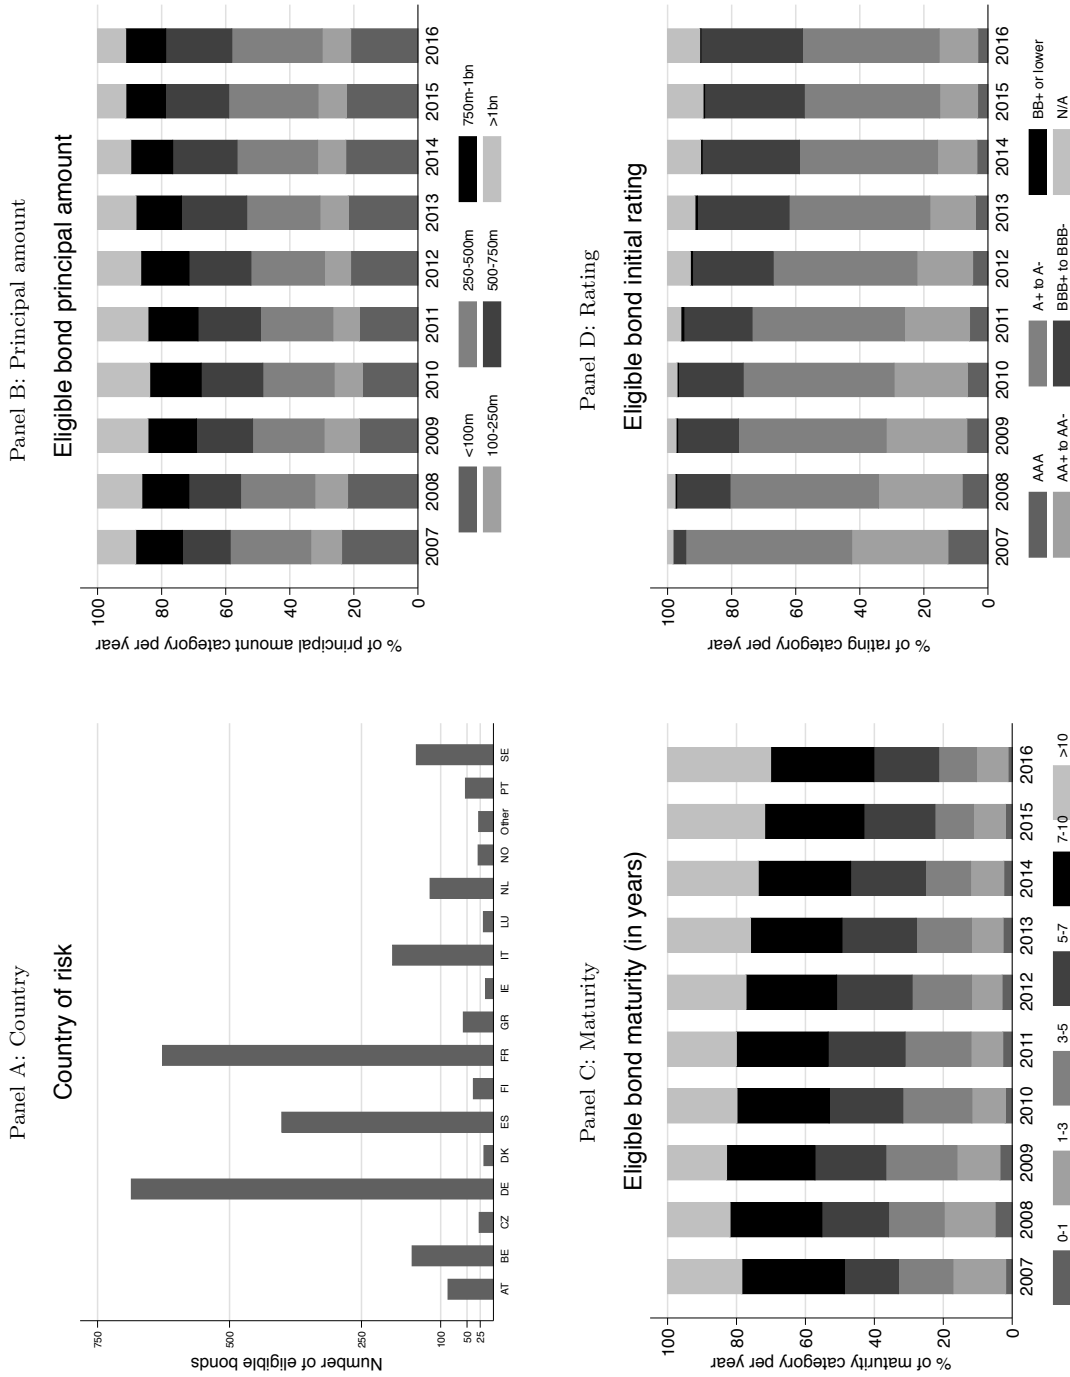 Panel A: Country
Country of risk
Number of eligible bonds
750
500
250
100
50
25
AT BE CZ DE DK ES FI FR GR IE IT LU NL NO Other PT SE
Panel B: Principal amount
Eligible bond principal amount
% of principal amount category per year
100
80
60
40
20
0
2007 2008 2009 2010 2011 2012 2013 2014 2015 2016
<100m 250-500m 750m-1bn
100-250m 500-750m >1bn
Panel C: Maturity
Eligible bond maturity (in years)
% of maturity category per year
100
80
60
40
20
0
2007 2008 2009 2010 2011 2012 2013 2014 2015 2016
0-1 1-3 3-5 5-7 7-10 >10
Panel D: Rating
Eligible bond initial rating
% of rating category per year
100
80
60
40
20
0
2007 2008 2009 2010 2011 2012 2013 2014 2015 2016
AAA A+ to A- BB+ or lower
AA+ to AA- BBB+ to BBB- N/A